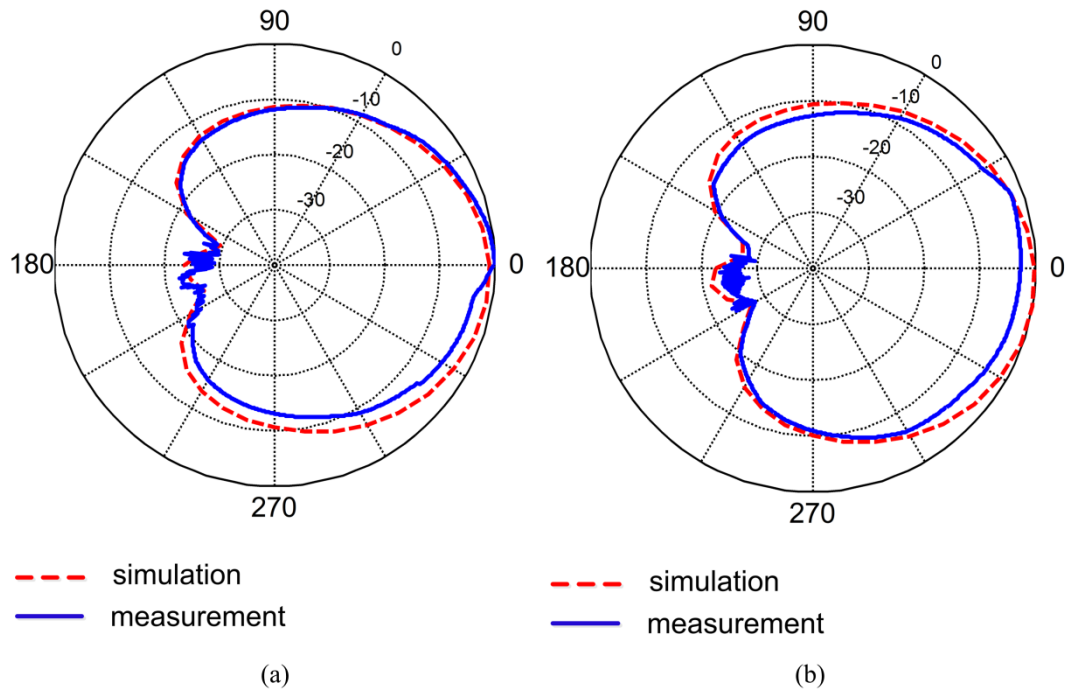 90
0
-10
-20
-30
180
0
270
simulation
measurement
(a)
90
0
-10
-20
-30
180
0
270
simulation
measurement
(b)